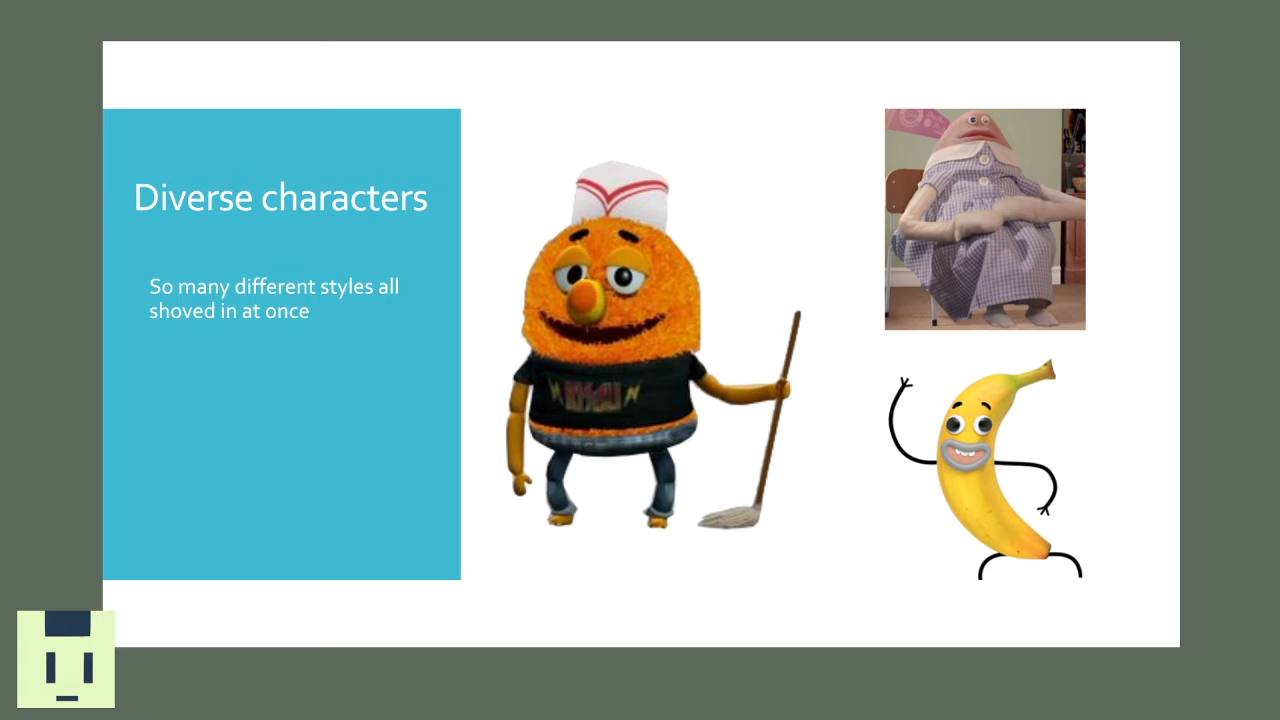 Diverse characters
So many different styles all
shoved in at once